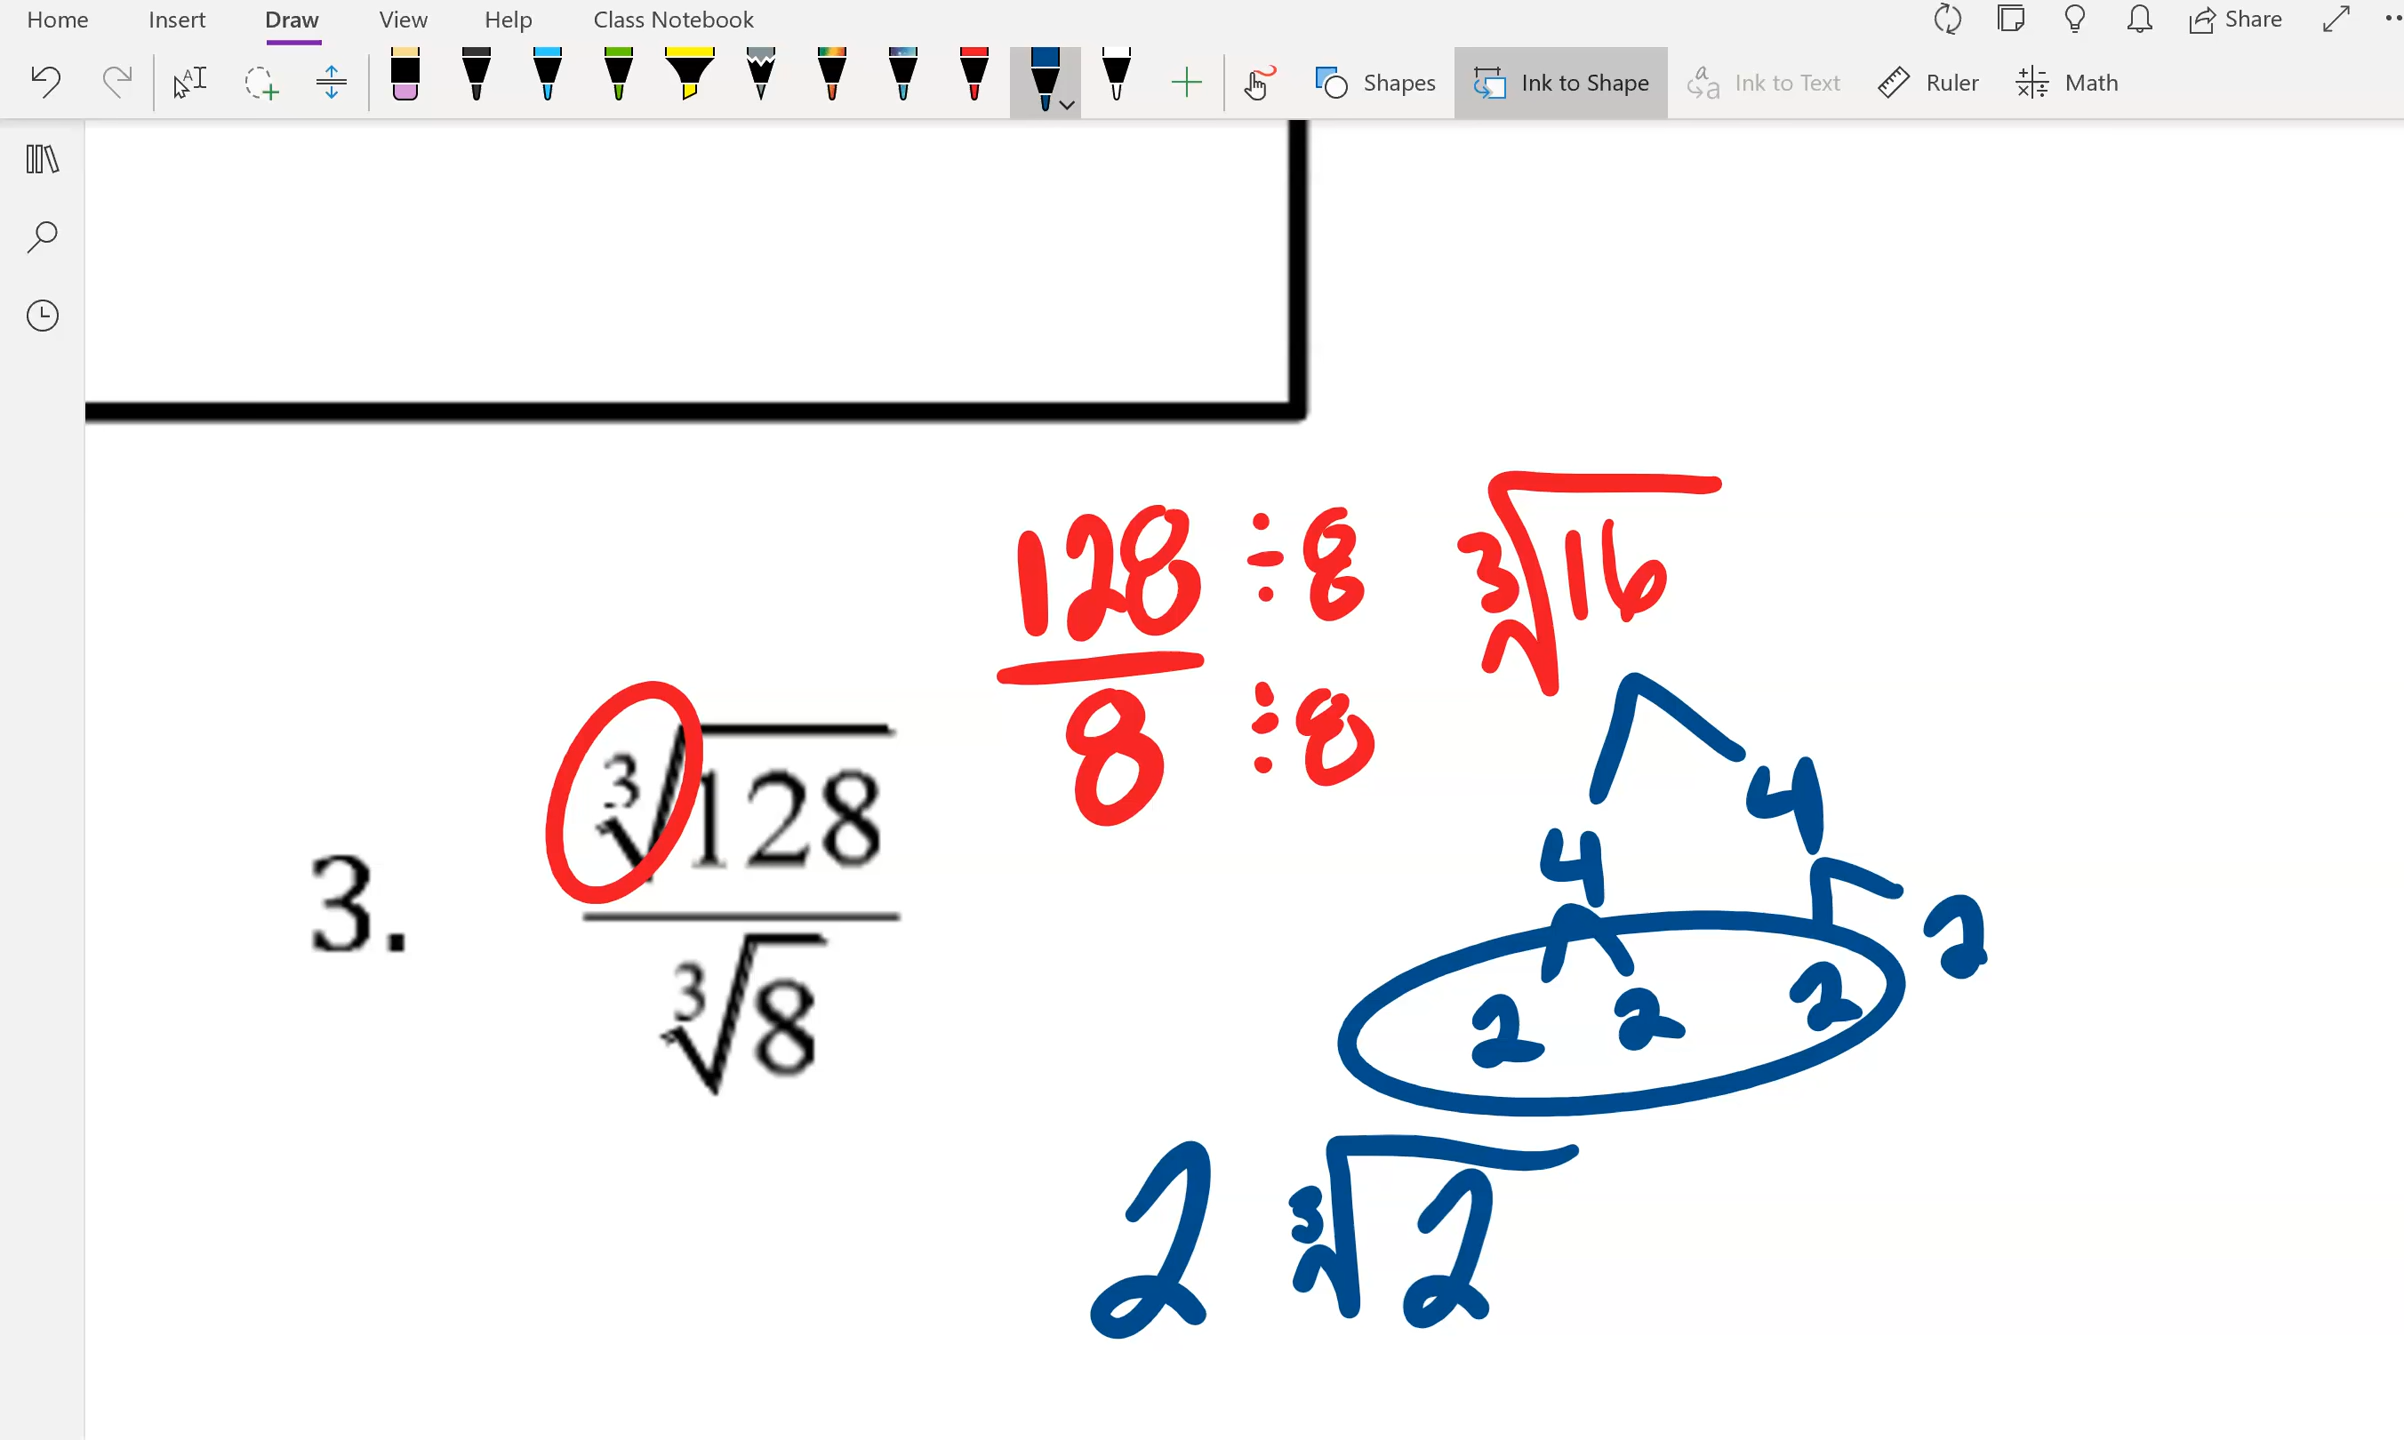 Home Insert Draw View Help Class Notebook Share
Shapes Ink to Shape Ink to Text Ruler Math
128 ÷ 8 ∛16
8 ÷ 8
3. ∛128
∛8
4 4
2 2 2 2
2 ∛2